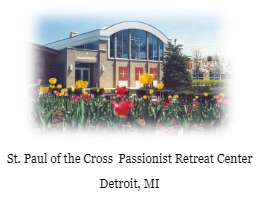 St. Paul of the Cross Passionist Retreat Center
Detroit, MI